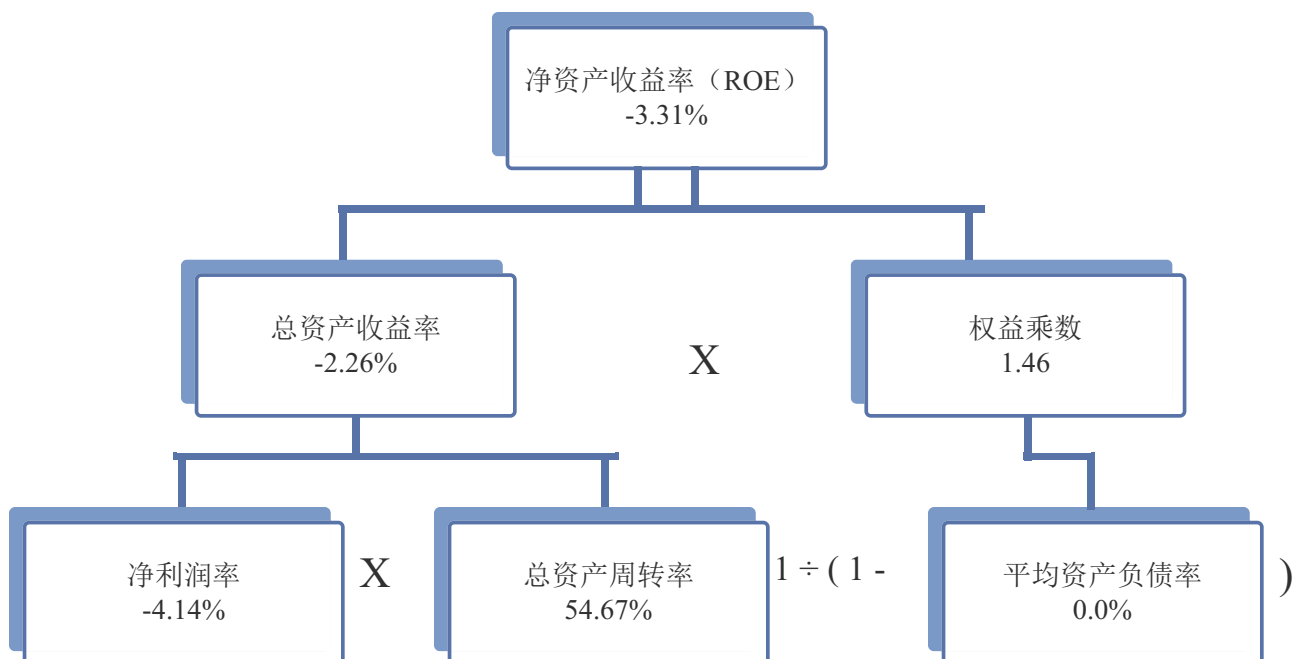 净资产收益率（ROE）
-3.31%
总资产收益率
-2.26%
X
权益乘数
1.46
净利润率
-4.14%
X
总资产周转率
54.67%
1 ÷ ( 1 -
平均资产负债率
0.0%
)